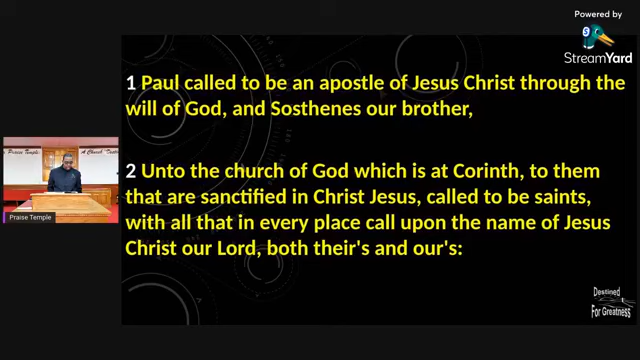 Powered by
StreamYard
1 Paul called to be an apostle of Jesus Christ through the
will of God, and Sosthenes our brother,
2 Unto the church of God which is at Corinth, to them
that are sanctified in Christ Jesus, called to be saints,
with all that in every place call upon the name of Jesus
Christ our Lord, both their's and our's:
Praise Temple
Destined
For Greatness